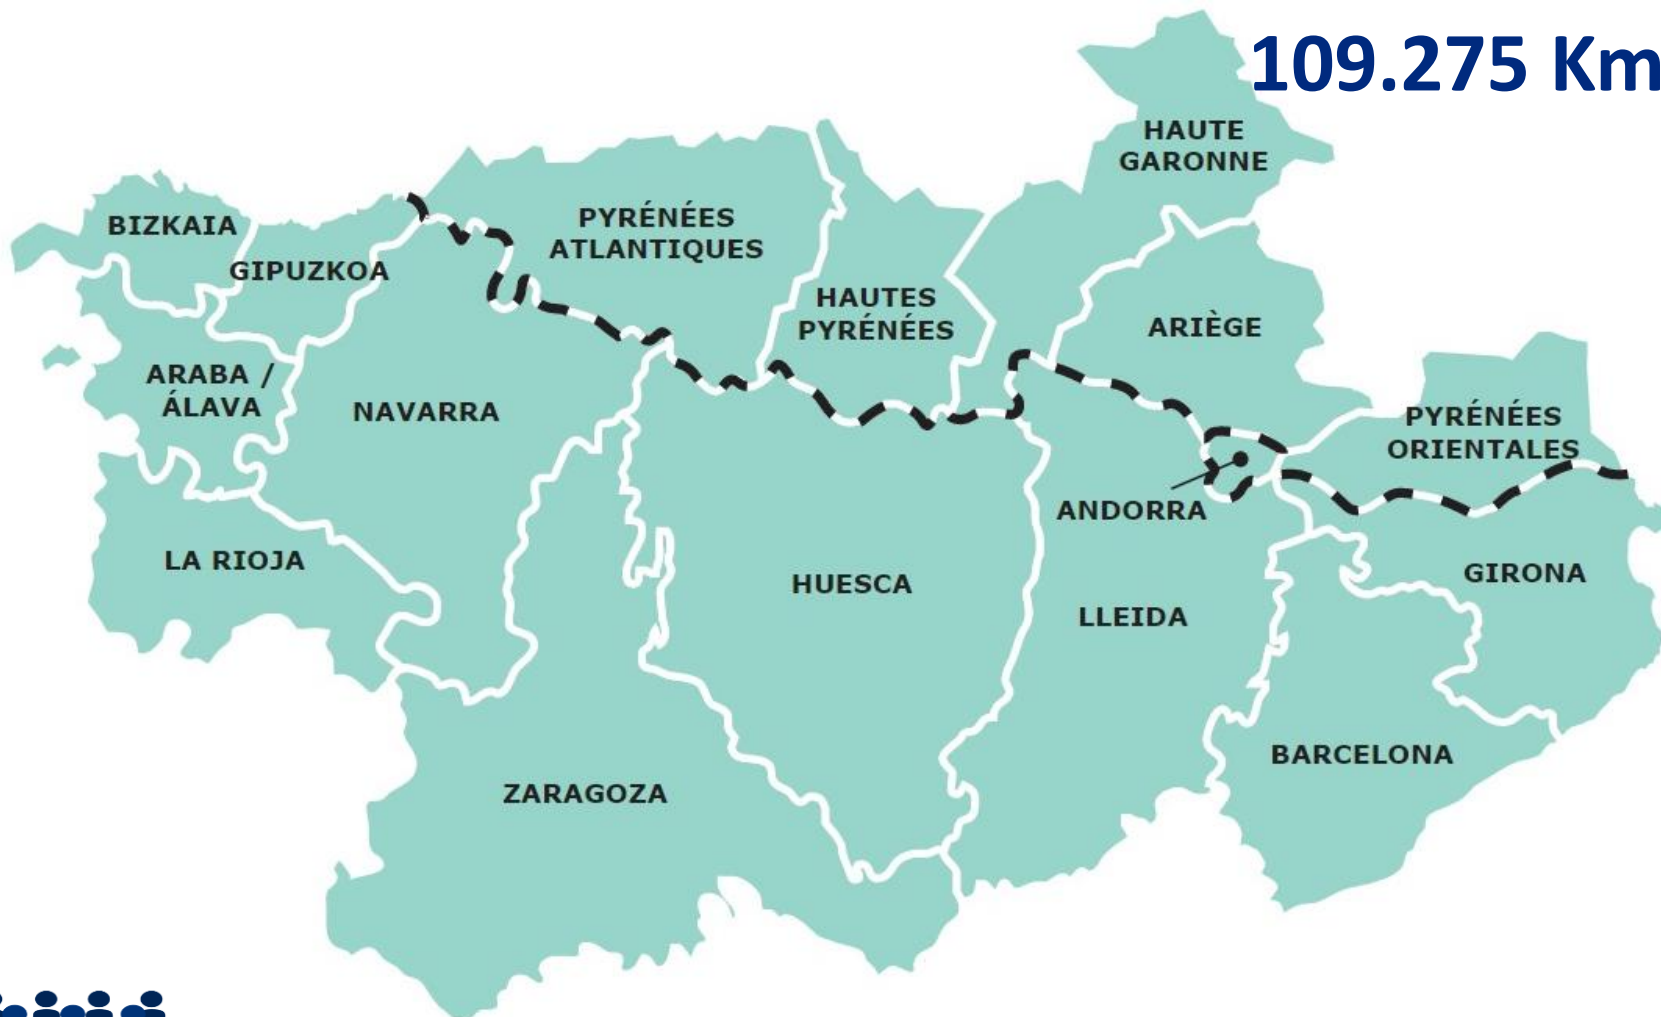 109.275 Km
HAUTE
GARONNE
BIZKAIA
PYRÉNÉES
ATLANTIQUES
GIPUZKOA
HAUTES
PYRÉNÉES
ARIÈGE
ARABA /
ÁLAVA
NAVARRA
PYRÉNÉES
ORIENTALES
ANDORRA
LA RIOJA
HUESCA
GIRONA
LLEIDA
BARCELONA
ZARAGOZA